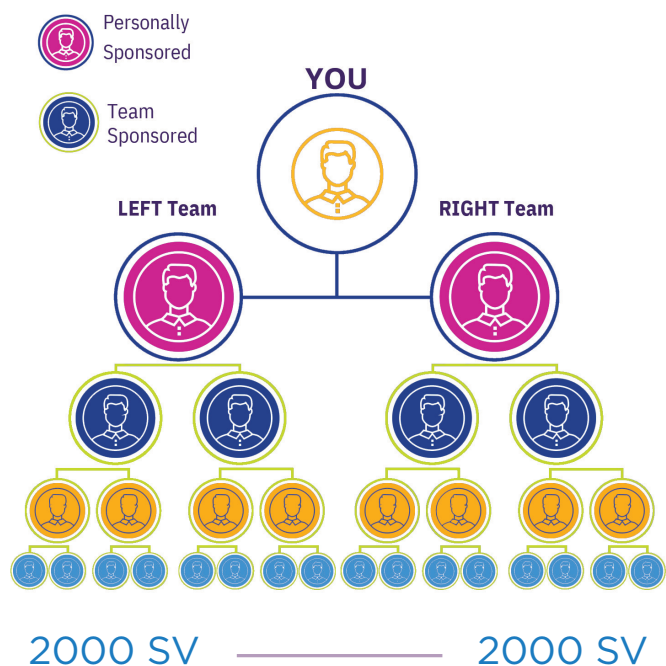 Personally
Sponsored
Team
Sponsored
YOU
LEFT Team
RIGHT Team
2000 SV
2000 SV